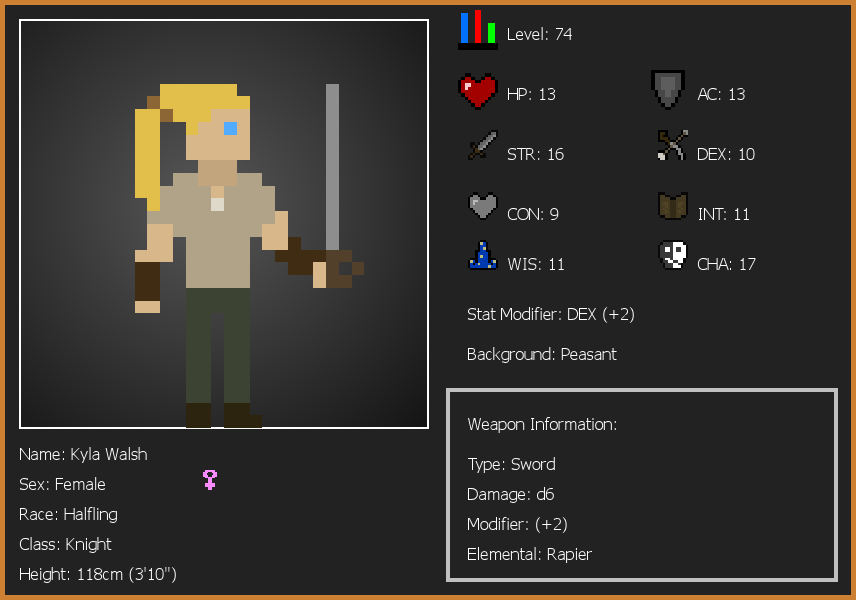 Level: 74
HP: 13
AC: 13
STR: 16
DEX: 10
CON: 9
INT: 11
WIS: 11
CHA: 17
Stat Modifier: DEX (+2)
Background: Peasant
Weapon Information:
Type: Sword
Damage: d6
Modifier: (+2)
Elemental: Rapier
Name: Kyla Walsh
Sex: Female
Race: Halfling
Class: Knight
Height: 118cm (3'10")